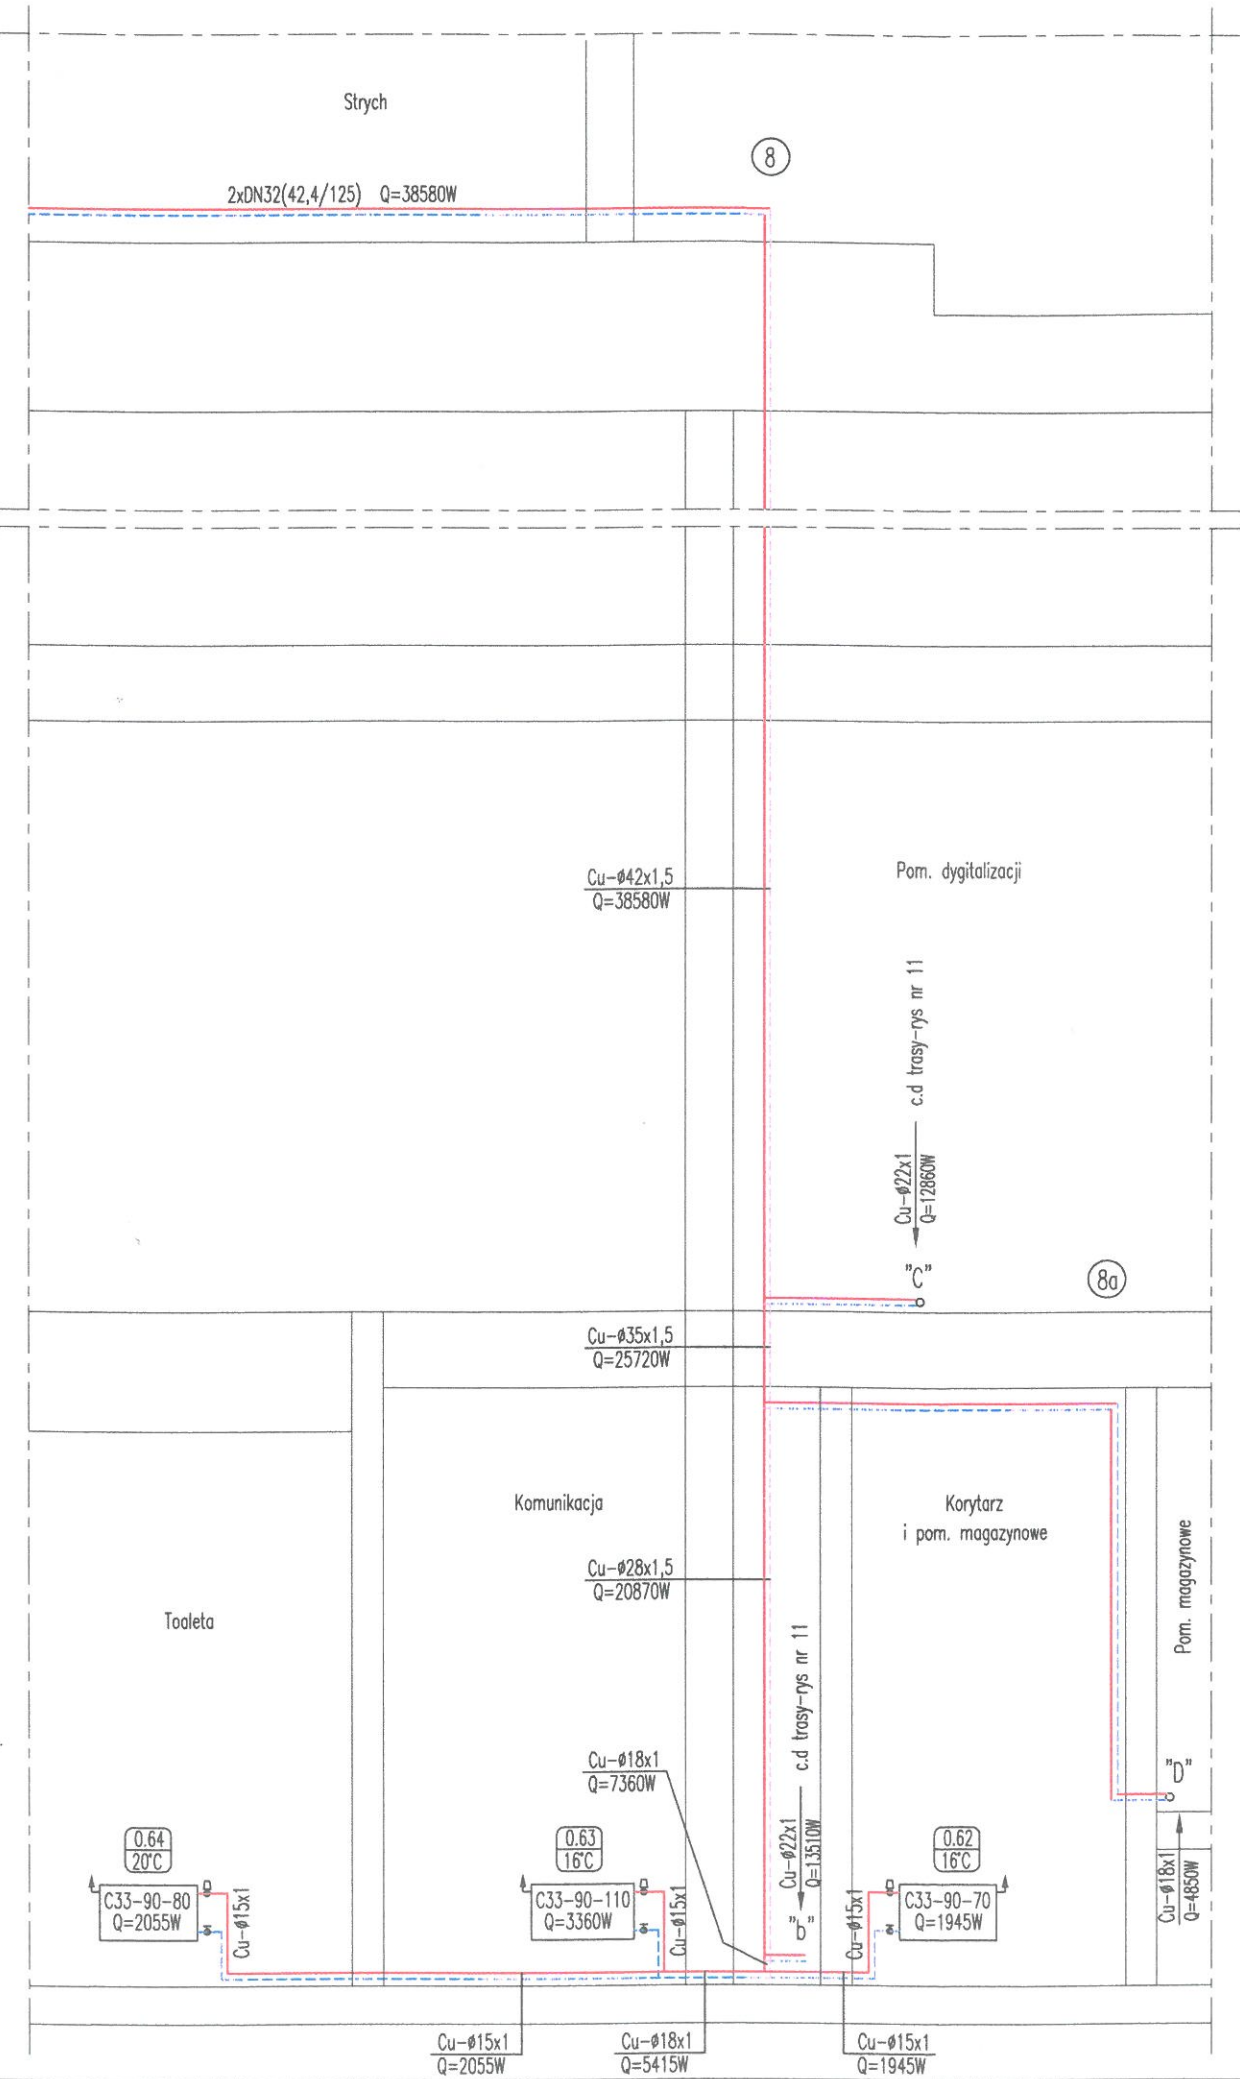 Strych
8
2xDN32(42,4/125) Q=38580W
Cu-ø42x1,5
Q=38580W
Pom. dygitalizacji
c.d trasy-rys nr 11
Cu-ø22x1
Q=12860W
"C"
8a
Cu-ø35x1,5
Q=25720W
Komunikacja
Korytarz
i pom. magazynowe
Pom. magazynowe
Cu-ø28x1,5
Q=20870W
Toaleta
c.d trasy-rys nr 11
Cu-ø22x1
Q=13510W
"b"
Cu-ø18x1
Q=7360W
"D"
Cu-ø18x1
Q=4850W
0.64
20°C
C33-90-80
Q=2055W
Cu-ø15x1
0.63
16°C
C33-90-110
Q=3360W
Cu-ø15x1
0.62
16°C
Cu-ø15x1
C33-90-70
Q=1945W
Cu-ø15x1
Q=2055W
Cu-ø18x1
Q=5415W
Cu-ø15x1
Q=1945W